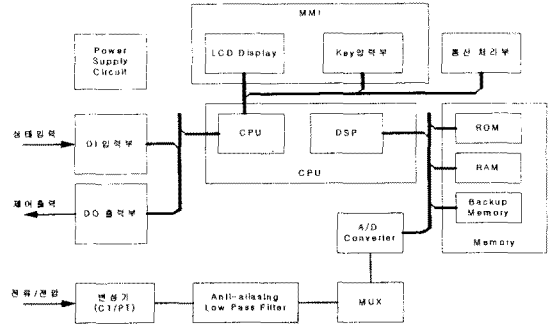 MMI
Power
Supply
Circuit
LCD Display
Key입력부
통신 처리부
상태입력
DI 입력부
CPU
DSP
CPU
ROM
RAM
Backup
Memory
Memory
제어출력
DO 출력부
A/D
Converter
전류/전압
변성기
(CT/PT)
Anti-aliasing
Low Pass Filter
MUX